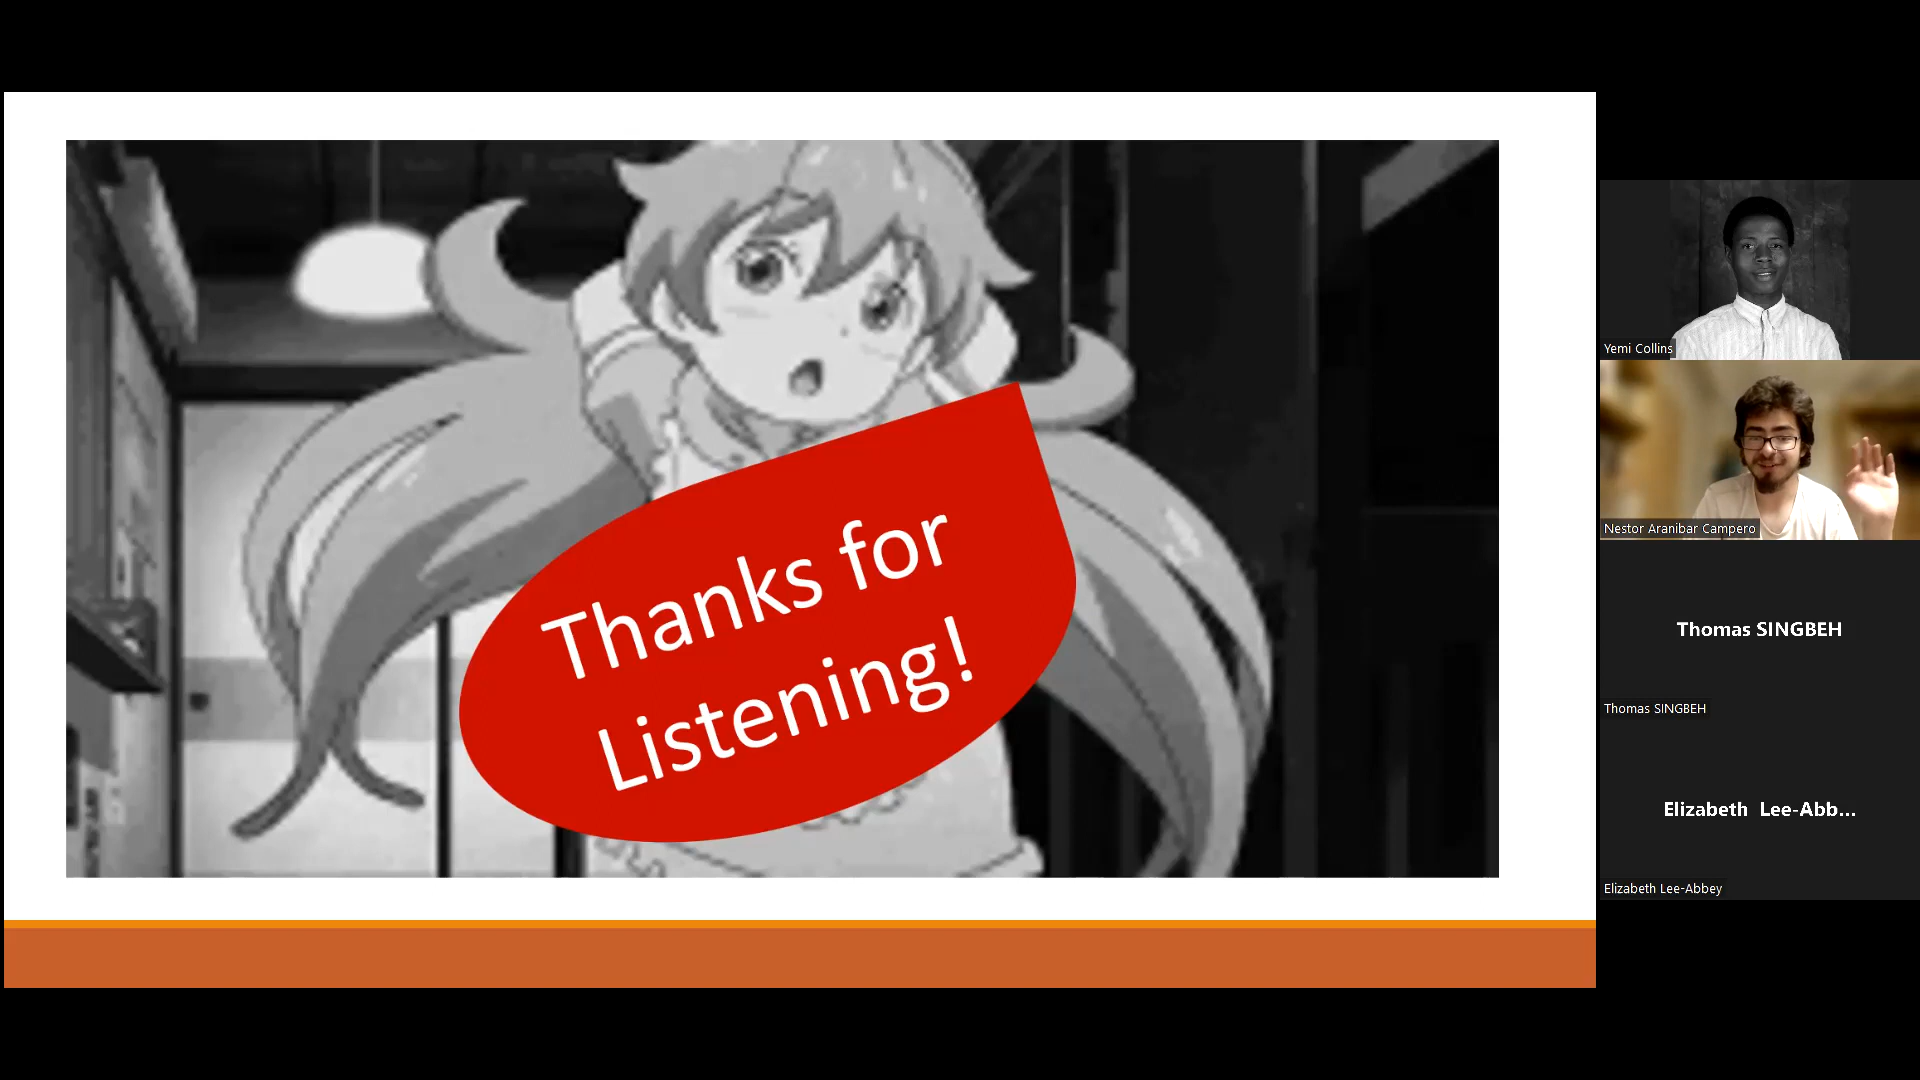 Thanks for
Listening!
Yemi Collins
Nestor Aranibar Campero
Thomas SINGBEH
Thomas SINGBEH
Elizabeth Lee-Abb...
Elizabeth Lee-Abbey